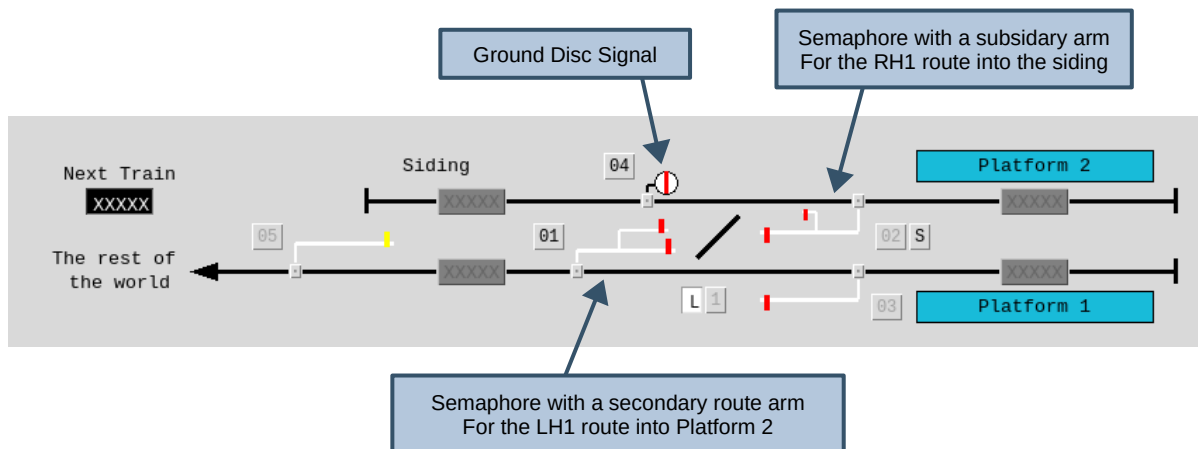 Ground Disc Signal
Semaphore with a subsidary arm
For the RH1 route into the siding
Next Train
XXXXX
Siding
XXXXX
04
Platform 2
XXXXX
05
01
02 S
The rest of
the world
XXXXX
L 1
03
XXXXX
Platform 1
Semaphore with a secondary route arm
For the LH1 route into Platform 2